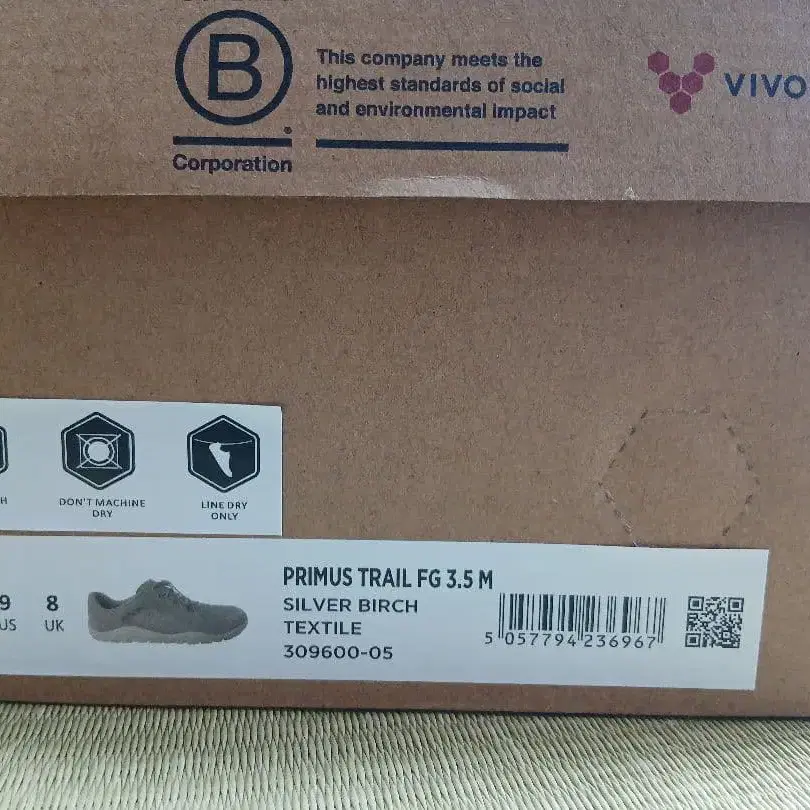 B
Corporation
This company meets the
highest standards of social
and environmental impact
VIVO
H
DON'T MACHINE
DRY
LINE DRY
ONLY
9
US
8
UK
PRIMUS TRAIL FG 3.5 M
SILVER BIRCH
TEXTILE
309600-05
5 057794 236967